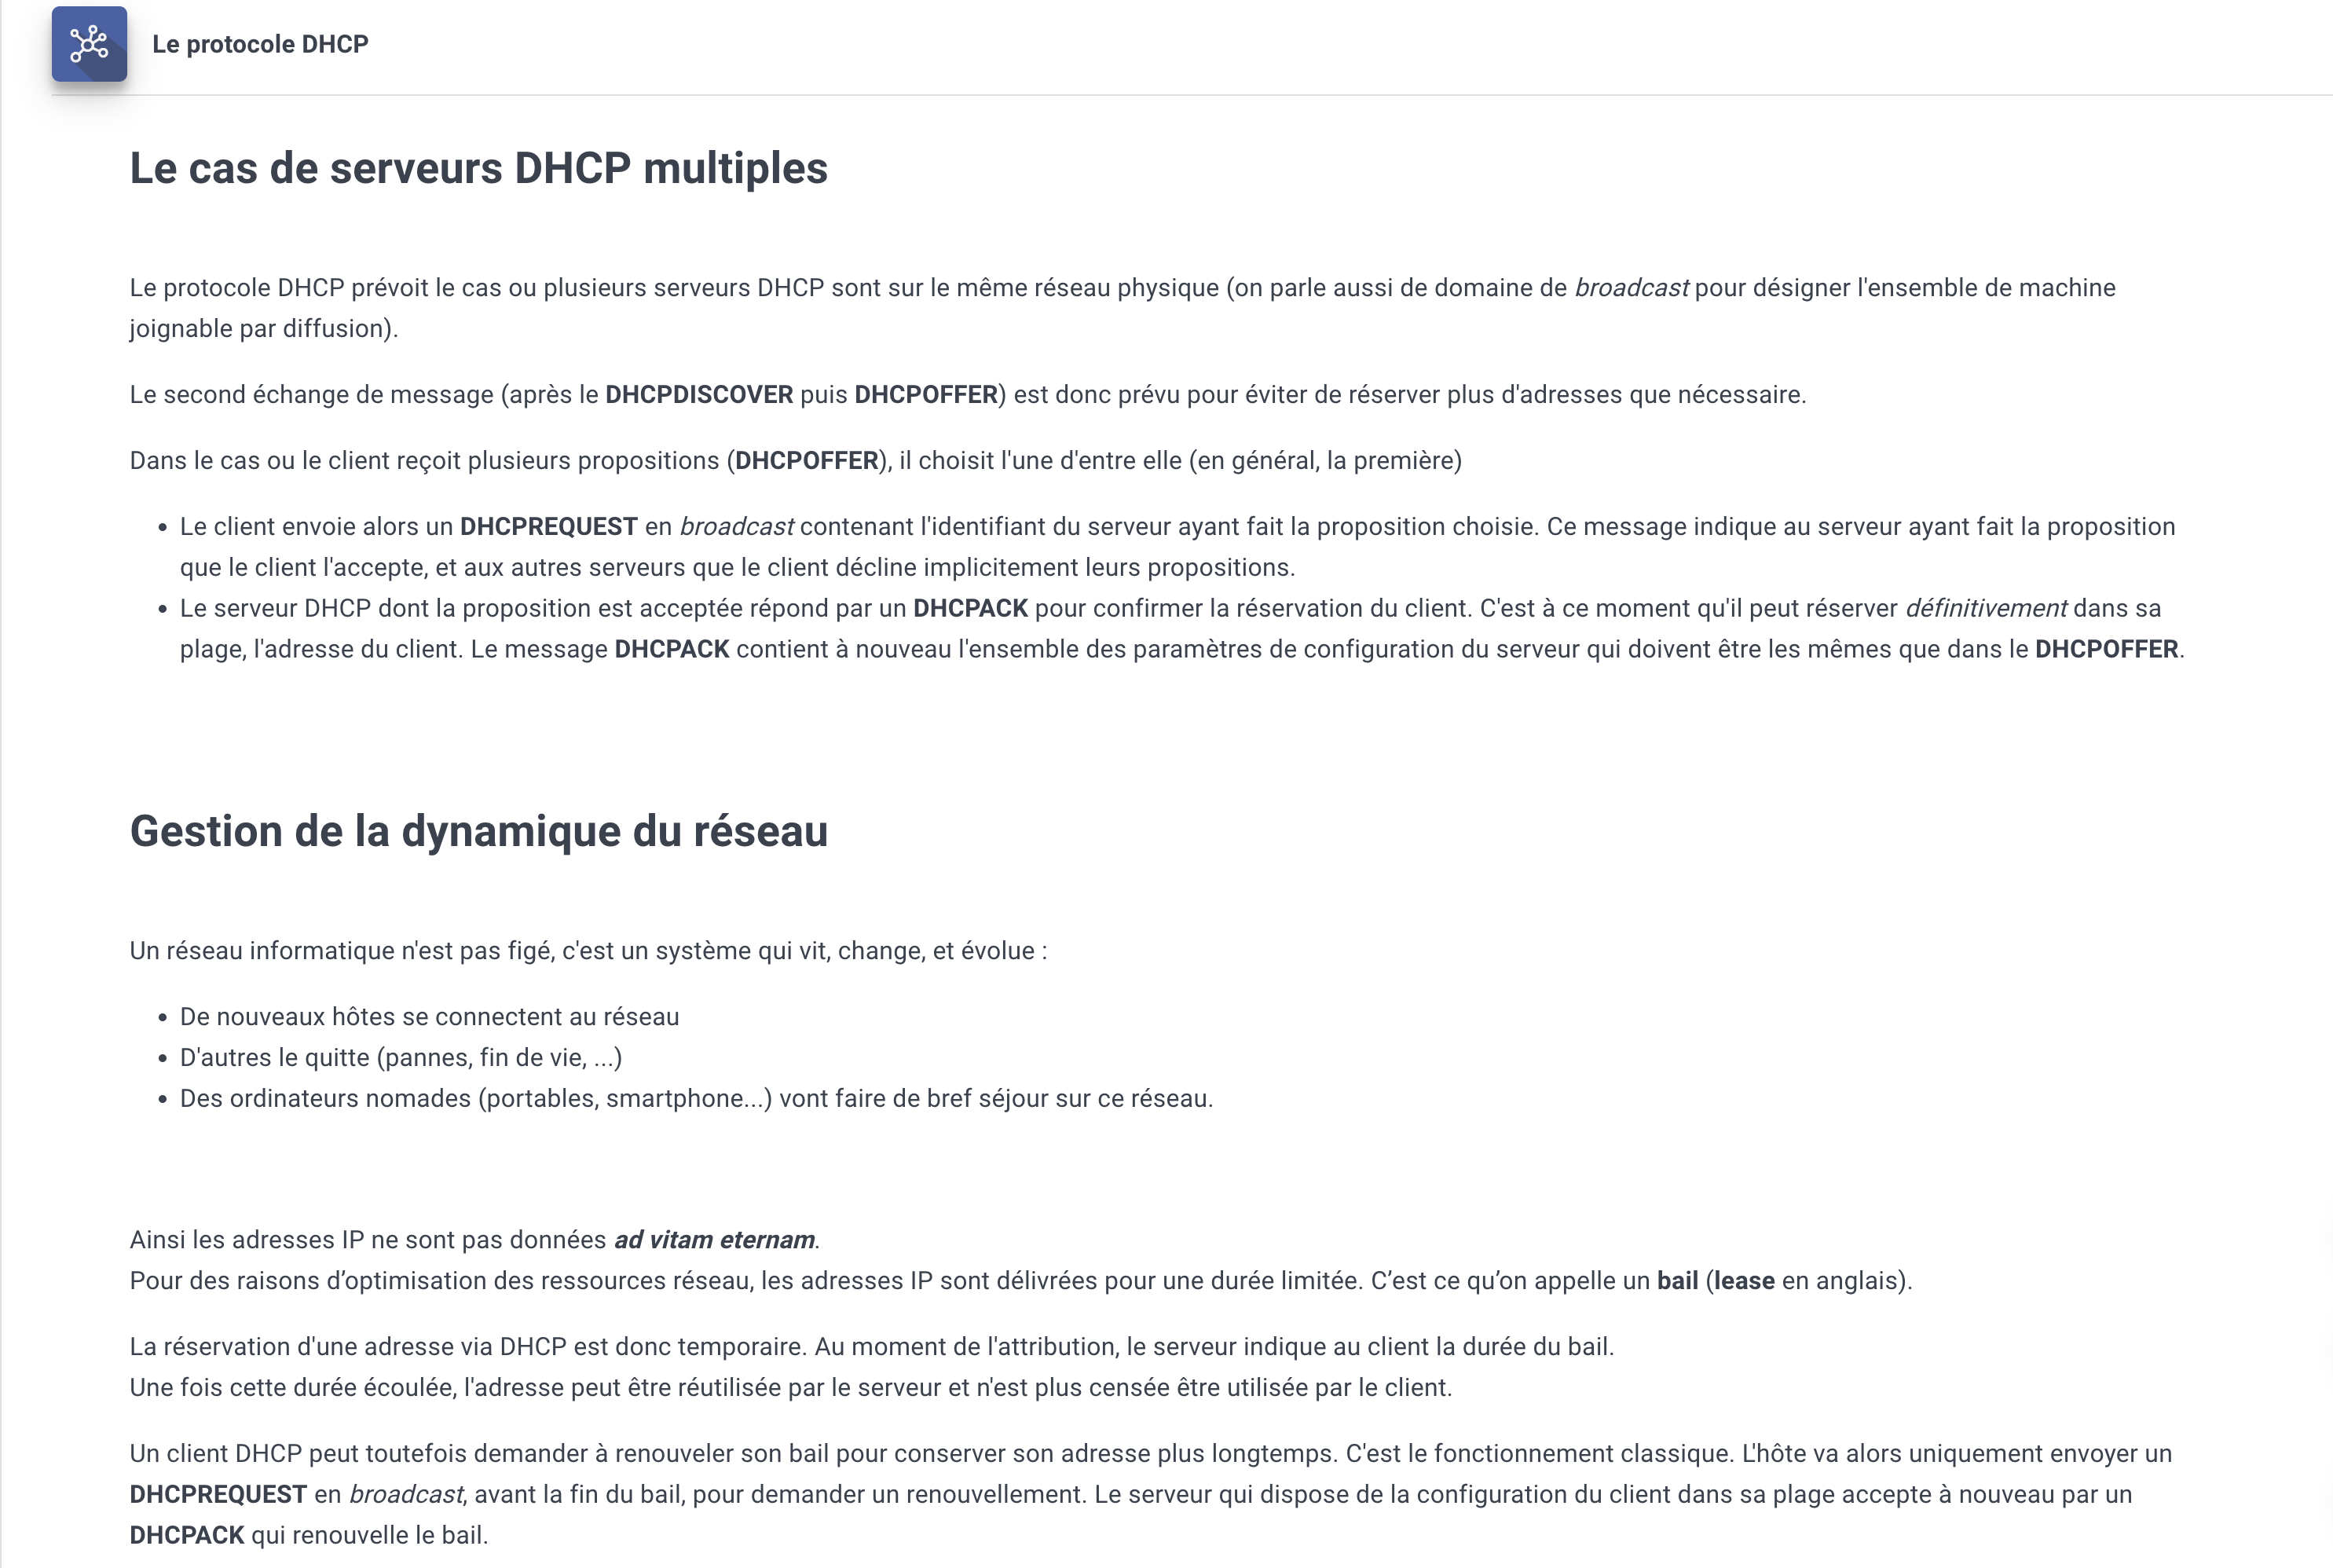 Le protocole DHCP
Le cas de serveurs DHCP multiples
Le protocole DHCP prévoit le cas ou plusieurs serveurs DHCP sont sur le même réseau physique (on parle aussi de domaine de broadcast pour désigner l'ensemble de machine
joignable par diffusion).
Le second échange de message (après le DHCPDISCOVER puis DHCPOFFER) est donc prévu pour éviter de réserver plus d'adresses que nécessaire.
Dans le cas ou le client reçoit plusieurs propositions (DHCPOFFER), il choisit l'une d'entre elle (en général, la première)
• Le client envoie alors un DHCPREQUEST en broadcast contenant l'identifiant du serveur ayant fait la proposition choisie. Ce message indique au serveur ayant fait la proposition
que le client l'accepte, et aux autres serveurs que le client décline implicitement leurs propositions.
• Le serveur DHCP dont la proposition est acceptée répond par un DHCPACK pour confirmer la réservation du client. C'est à ce moment qu'il peut réserver définitivement dans sa
plage, l'adresse du client. Le message DHCPACK contient à nouveau l'ensemble des paramètres de configuration du serveur qui doivent être les mêmes que dans le DHCPOFFER.
Gestion de la dynamique du réseau
Un réseau informatique n'est pas figé, c'est un système qui vit, change, et évolue :
• De nouveaux hôtes se connectent au réseau
• D'autres le quitte (pannes, fin de vie, ...)
• Des ordinateurs nomades (portables, smartphone...) vont faire de bref séjour sur ce réseau.
Ainsi les adresses IP ne sont pas données ad vitam eternam.
Pour des raisons d’optimisation des ressources réseau, les adresses IP sont délivrées pour une durée limitée. C’est ce qu’on appelle un bail (lease en anglais).
La réservation d'une adresse via DHCP est donc temporaire. Au moment de l'attribution, le serveur indique au client la durée du bail.
Une fois cette durée écoulée, l'adresse peut être réutilisée par le serveur et n'est plus censée être utilisée par le client.
Un client DHCP peut toutefois demander à renouveler son bail pour conserver son adresse plus longtemps. C'est le fonctionnement classique. L'hôte va alors uniquement envoyer un
DHCPREQUEST en broadcast, avant la fin du bail, pour demander un renouvellement. Le serveur qui dispose de la configuration du client dans sa plage accepte à nouveau par un
DHCPACK qui renouvelle le bail.